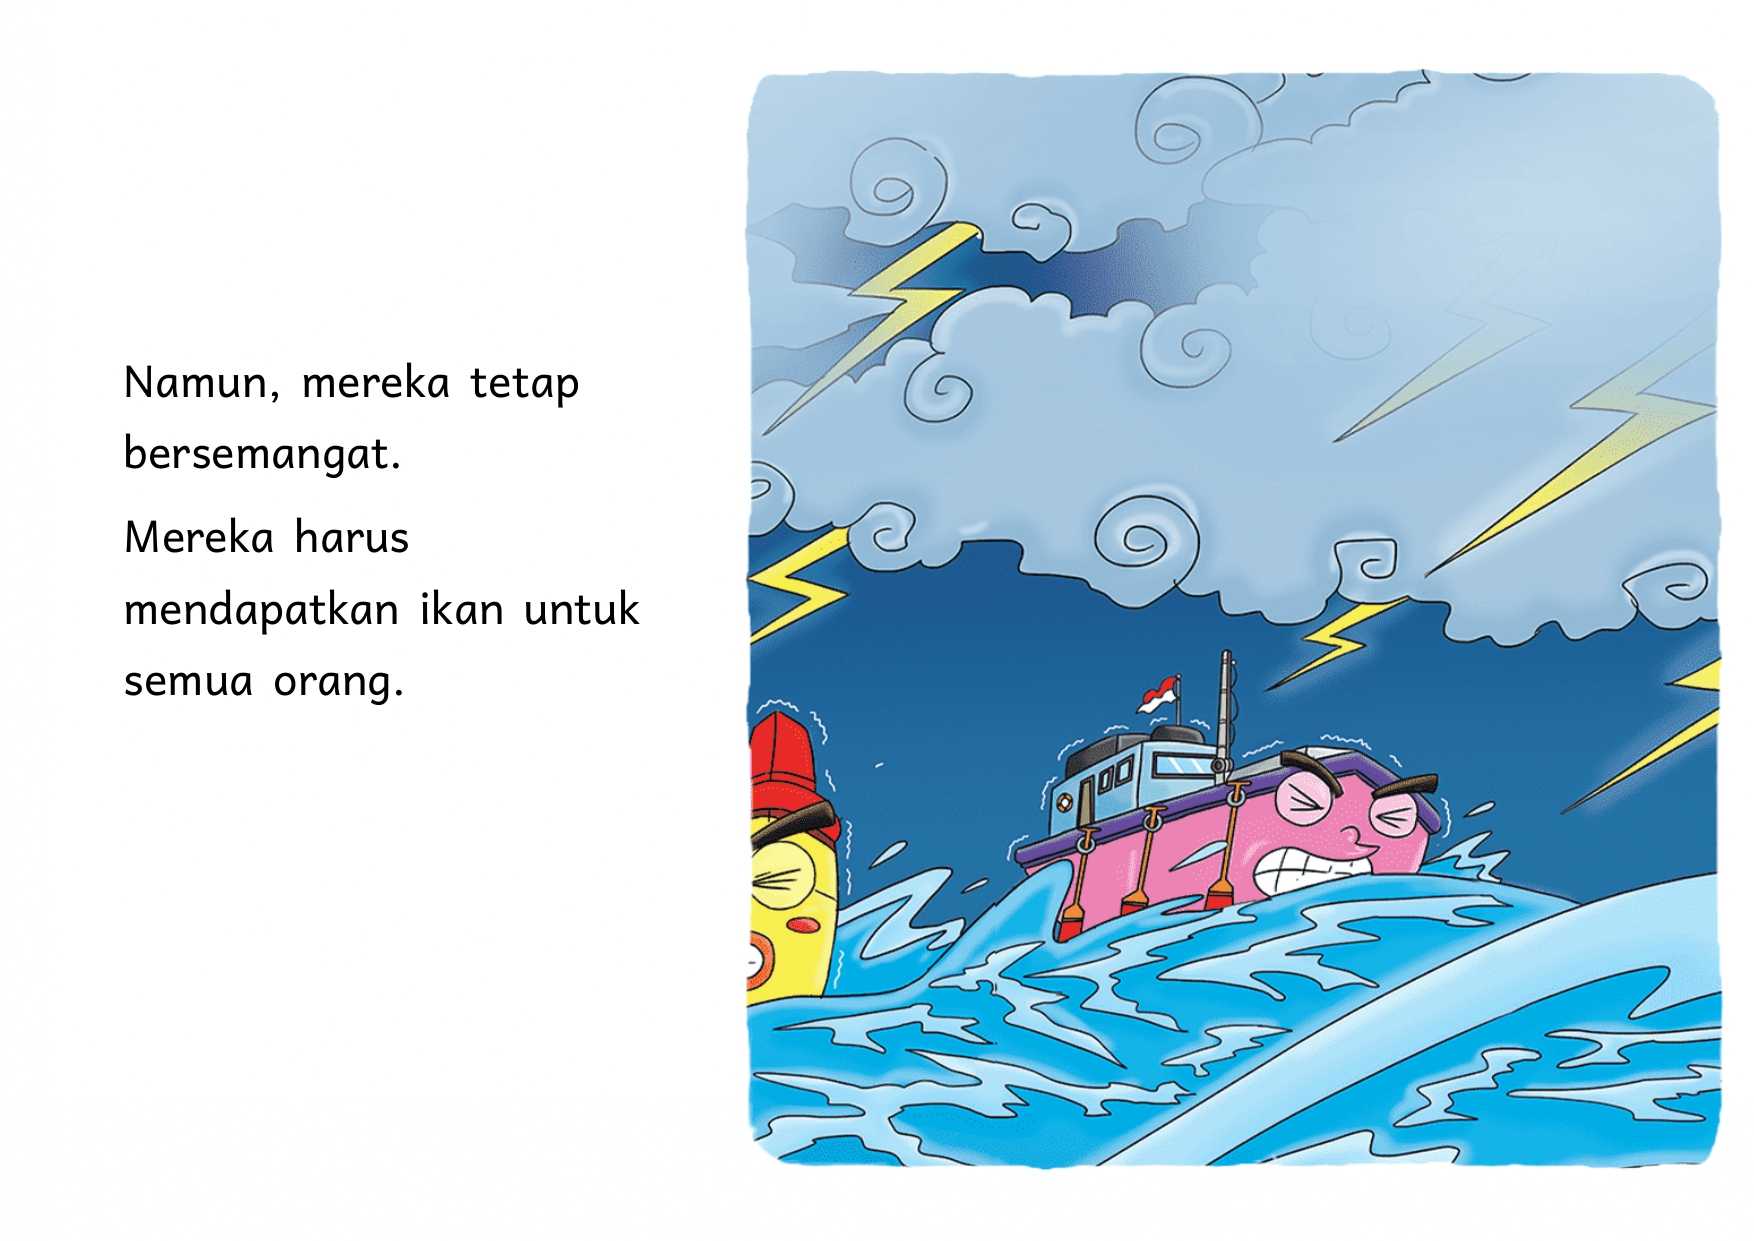 Namun, mereka tetap
bersemangat.
Mereka harus
mendapatkan ikan untuk
semua orang.